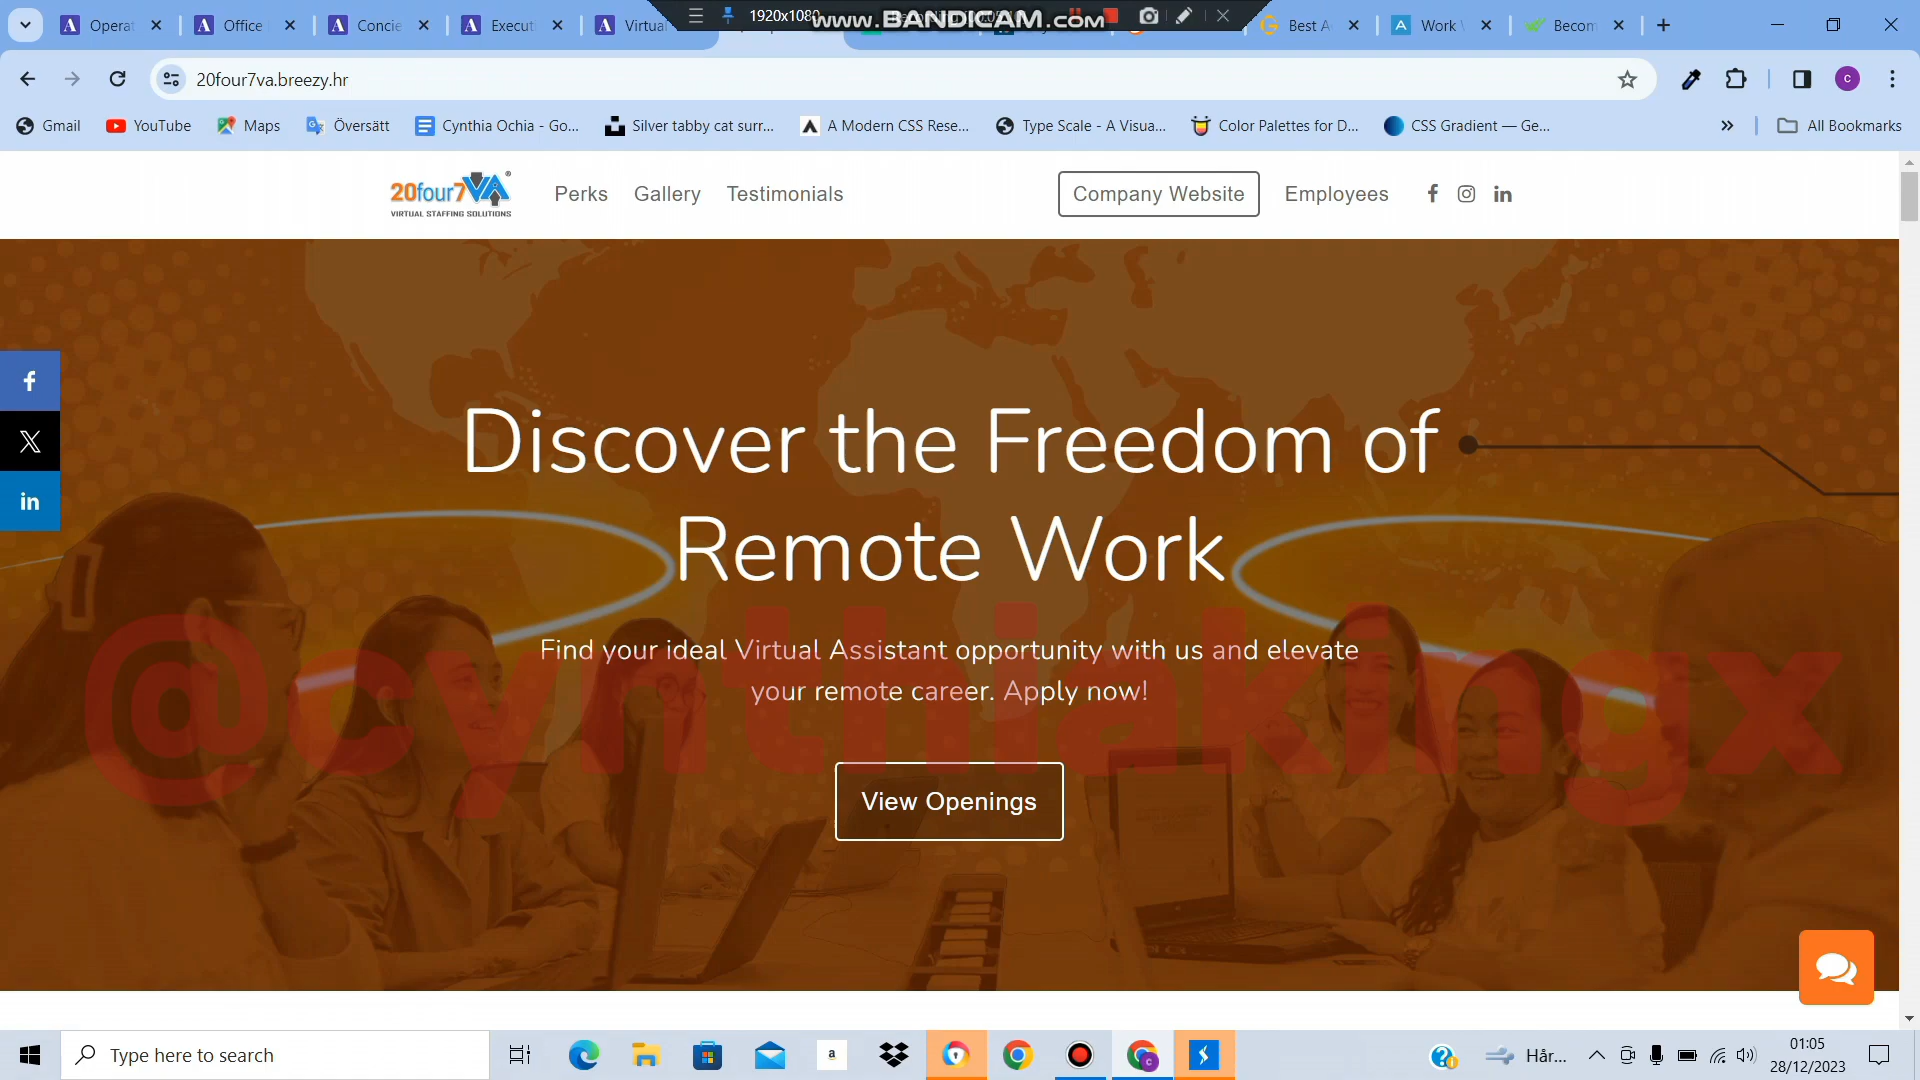 1920x1080
www.BANDICAM.com
Operat
Office
Concie
Executi
Virtual
Best A
Work
Becom
20four7va.breezy.hr
C
Gmail
YouTube
Maps
Översätt
Cynthia Ochia - Go...
Silver tabby cat surr...
A Modern CSS Rese...
Type Scale - A Visua...
Color Palettes for D...
CSS Gradient — Ge...
All Bookmarks
20four7VA
VIRTUAL STAFFING SOLUTIONS
Perks
Gallery
Testimonials
Company Website
Employees
Discover the Freedom of
Remote Work
Find your ideal Virtual Assistant opportunity with us and elevate
your remote career. Apply now!
@cynthiakingx
View Openings
Type here to search
Hår...
01:05
28/12/2023